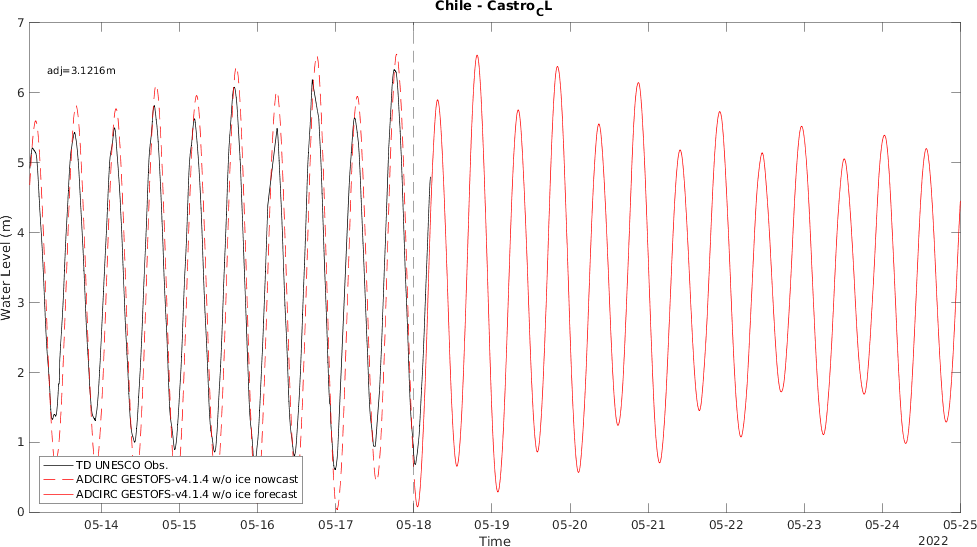 Chile - Castro_CL
7
6
5
4
3
2
1
0
Water Level (m)
adj=3.1216m
TD UNESCO Obs.
ADCIRC GESTOFS-v4.1.4 w/o ice nowcast
ADCIRC GESTOFS-v4.1.4 w/o ice forecast
05-14 05-15 05-16 05-17 05-18 05-19 05-20 05-21 05-22 05-23 05-24 05-25
Time
2022